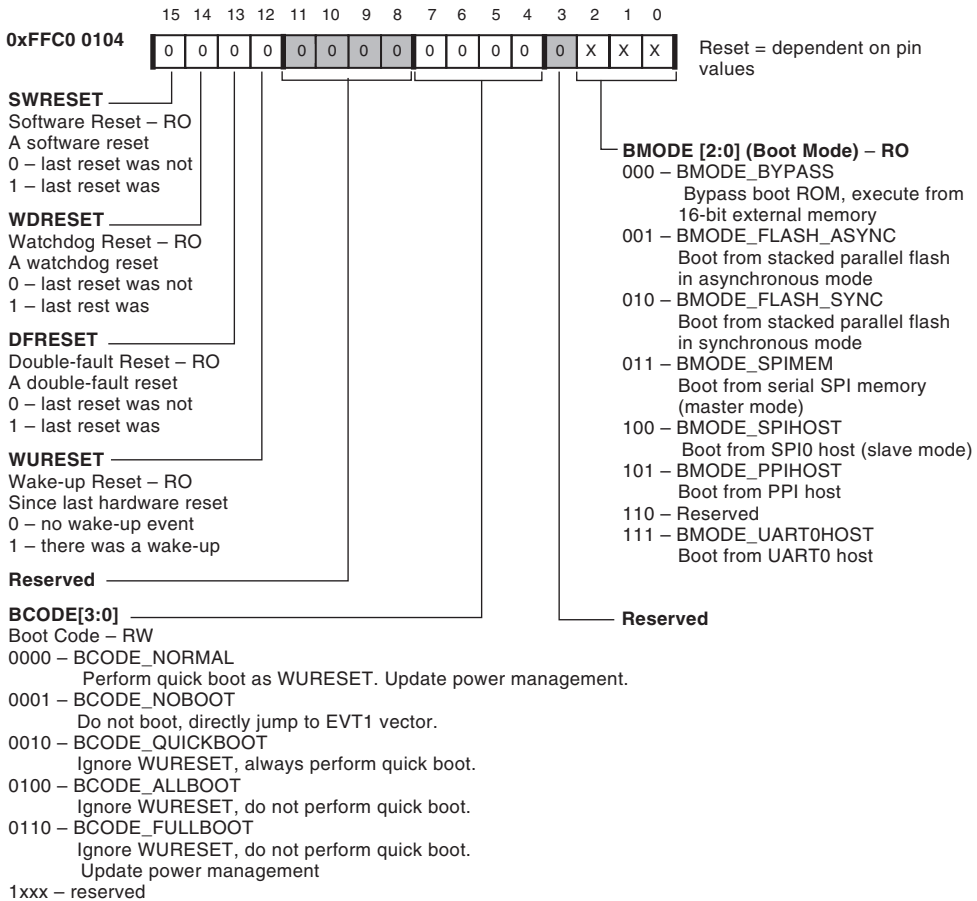 15 14 13 12 11 10 9 8 7 6 5 4 3 2 1 0
0xFFC0 0104
0 0 0 0 0 0 0 0 0 0 0 0 0 X X X
Reset = dependent on pin
values
SWRESET
Software Reset – RO
A software reset
0 – last reset was not
1 – last reset was
WDRESET
Watchdog Reset – RO
A watchdog reset
0 – last reset was not
1 – last rest was
DFRESET
Double-fault Reset – RO
A double-fault reset
0 – last reset was not
1 – last reset was
WURESET
Wake-up Reset – RO
Since last hardware reset
0 – no wake-up event
1 – there was a wake-up
Reserved
BCODE[3:0]
Boot Code – RW
0000 – BCODE_NORMAL
Perform quick boot as WURESET. Update power management.
0001 – BCODE_NOBOOT
Do not boot, directly jump to EVT1 vector.
0010 – BCODE_QUICKBOOT
Ignore WURESET, always perform quick boot.
0100 – BCODE_ALLBOOT
Ignore WURESET, do not perform quick boot.
0110 – BCODE_FULLBOOT
Ignore WURESET, do not perform quick boot.
Update power management
1xxx – reserved
BMODE [2:0] (Boot Mode) – RO
000 – BMODE_BYPASS
Bypass boot ROM, execute from
16-bit external memory
001 – BMODE_FLASH_ASYNC
Boot from stacked parallel flash
in asynchronous mode
010 – BMODE_FLASH_SYNC
Boot from stacked parallel flash
in synchronous mode
011 – BMODE_SPIMEM
Boot from serial SPI memory
(master mode)
100 – BMODE_SPIHOST
Boot from SPI0 host (slave mode)
101 – BMODE_PPIHOST
Boot from PPI host
110 – Reserved
111 – BMODE_UART0HOST
Boot from UART0 host
Reserved